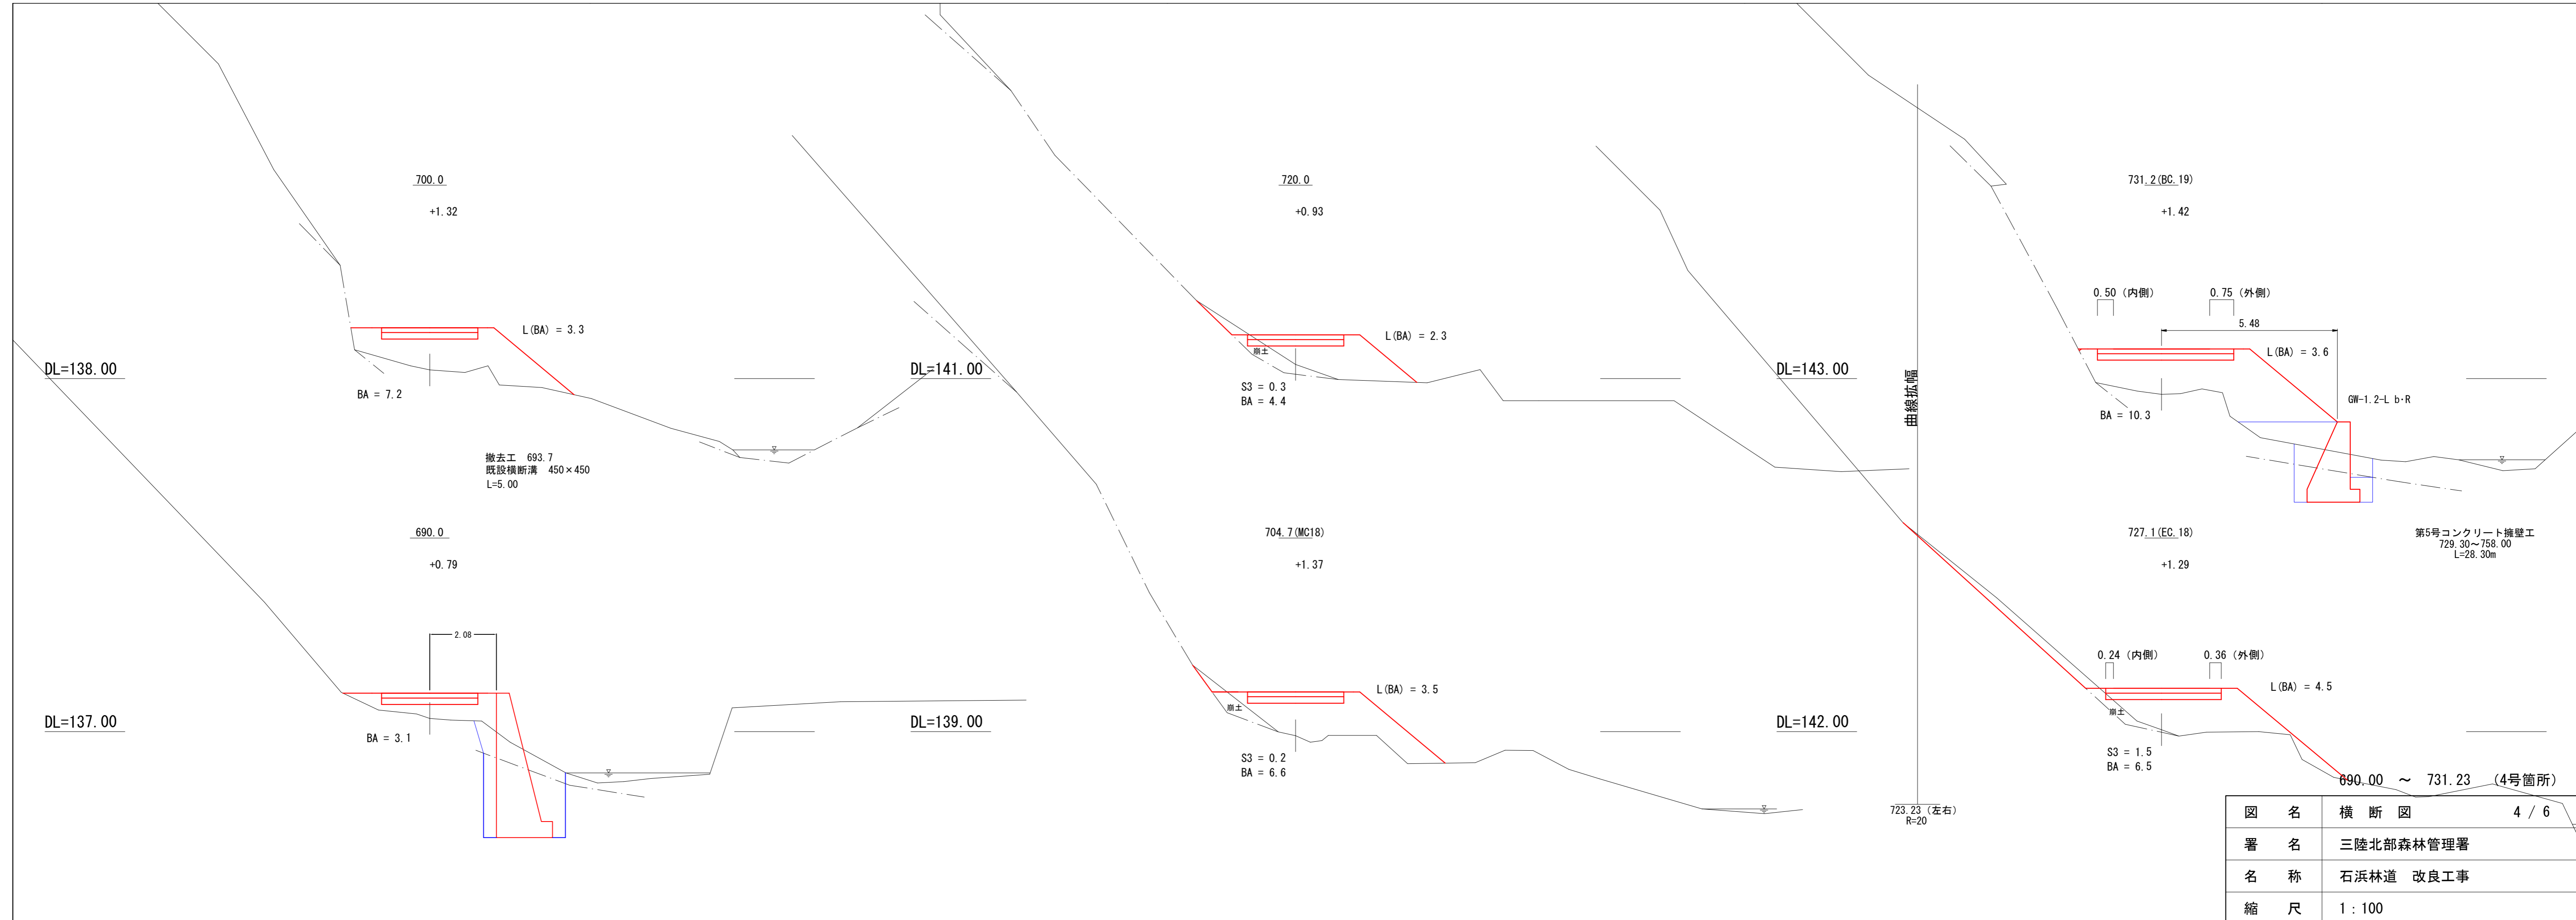 700.0
+1.32
L(BA) = 3.3
DL=138.00
BA = 7.2
撤去工 693.7
既設横断溝 450×450
L=5.00
690.0
+0.79
2.08
DL=137.00
BA = 3.1
720.0
+0.93
L(BA) = 2.3
崩土
DL=141.00
S3 = 0.3
BA = 4.4
704.7(MC18)
+1.37
L(BA) = 3.5
崩土
DL=139.00
S3 = 0.2
BA = 6.6
曲線拡幅
723.23(左右)
R=20
731.2(BC.19)
+1.42
0.50(内側)
0.75(外側)
5.48
L(BA) = 3.6
DL=143.00
GW-1.2-L b・R
BA = 10.3
第5号コンクリート擁壁工
729.30~758.00
L=28.30m
727.1(EC.18)
+1.29
0.24(内側)
0.36(外側)
L(BA) = 4.5
崩土
DL=142.00
S3 = 1.5
BA = 6.5
690.00 ~ 731.23 (4号箇所)
図 名 横 断 図 4 / 6
署 名 三陸北部森林管理署
名 称 石浜林道 改良工事
縮 尺 1:100